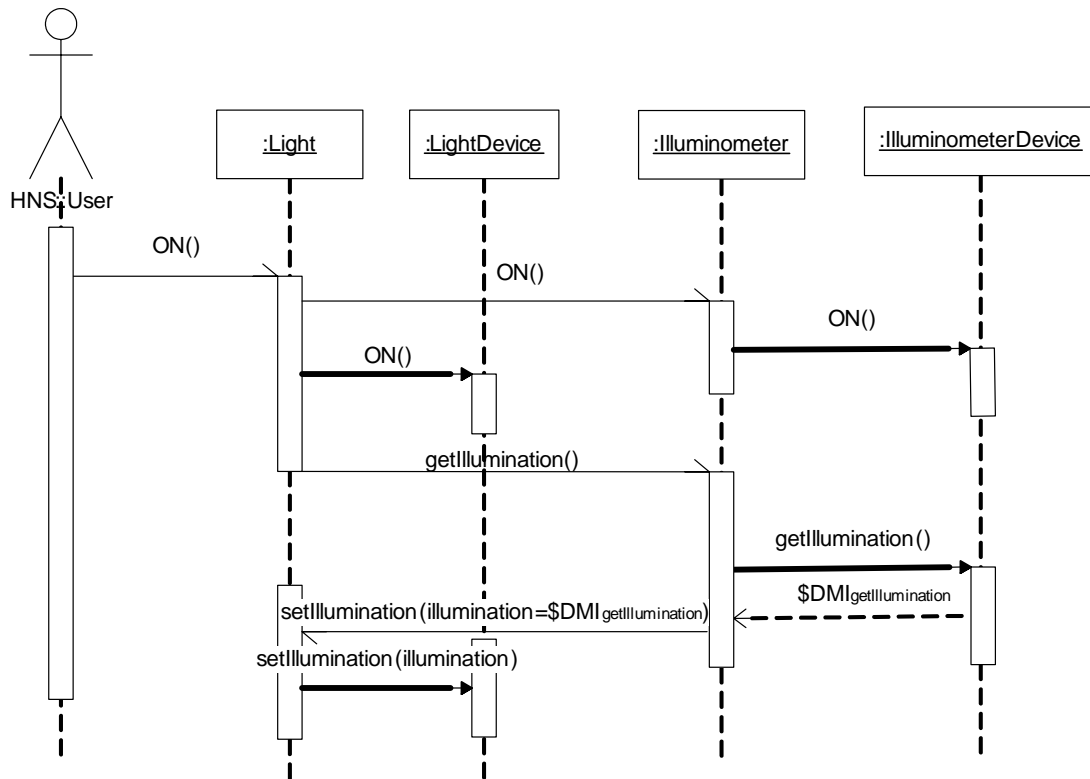 :Light
:LightDevice
:Illuminometer
:IlluminometerDevice
HNS::User
ON()
ON()
ON()
ON()
getIllumination()
getIllumination()
$DMIgetIllumination
setIllumination(illumination=$DMIgetIllumination)
setIllumination(illumination)